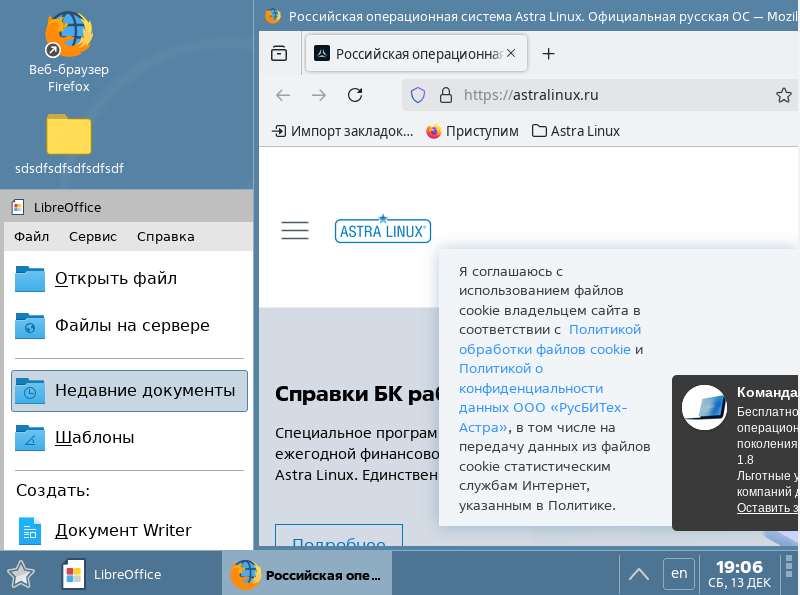 Веб-браузер
Firefox
sdsdfsdfsdfsdfsdf
LibreOffice
Файл Сервис Справка
Открыть файл
Файлы на сервере
Недавние документы
Шаблоны
Создать:
Документ Writer
Российская операционная система Astra Linux. Официальная русская ОС — Mozil
Российская операционна
https://astralinux.ru
Импорт закладок… Приступим Astra Linux
ASTRA LINUX®
Справки БК ра
Специальное програм
ежегодной финансово
Astra Linux. Единствен
Подробнее
Я соглашаюсь с
использованием файлов
cookie владельцем сайта в
соответствии с Политикой
обработки файлов cookie и
Политикой о
конфиденциальности
данных ООО «РусБИТех-
Астра», в том числе на
передачу данных из файлов
cookie статистическим
службам Интернет,
указанным в Политике.
Команда
Бесплатно
операцион
поколения
1.8
Льготные у
компаний д
Оставить з
LibreOffice
Российская опе...
en
19:06
СБ, 13 ДЕК